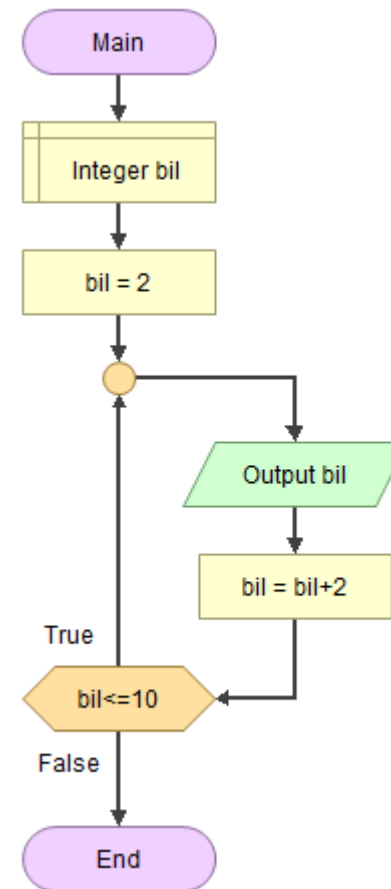 Main
Integer bil
bil = 2
Output bil
bil = bil+2
True
bil<=10
False
End